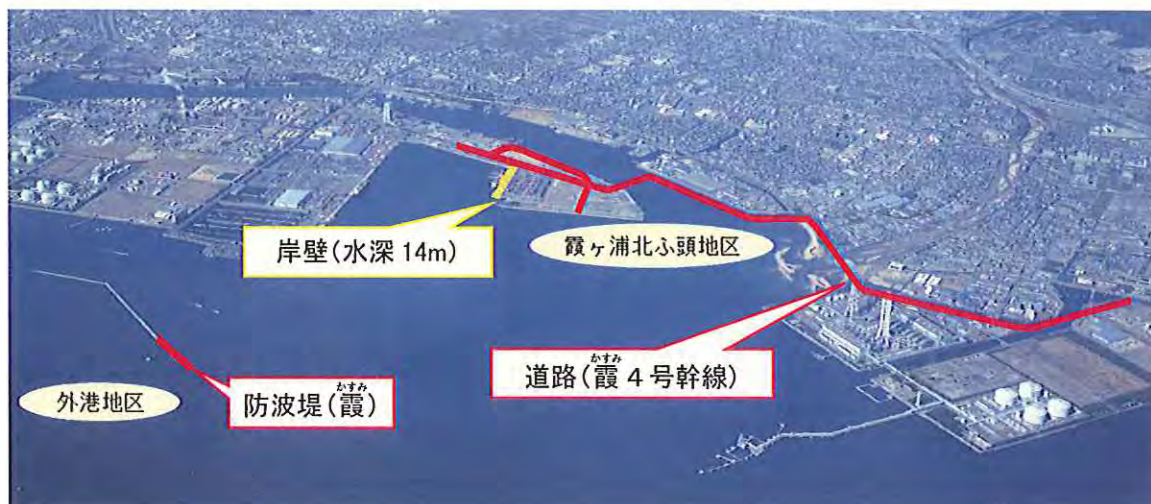 岸壁(水深 14m)
霞ヶ浦北ふ頭地区
かすみ
道路(霞 4 号幹線)
外港地区
かすみ
防波堤(霞)